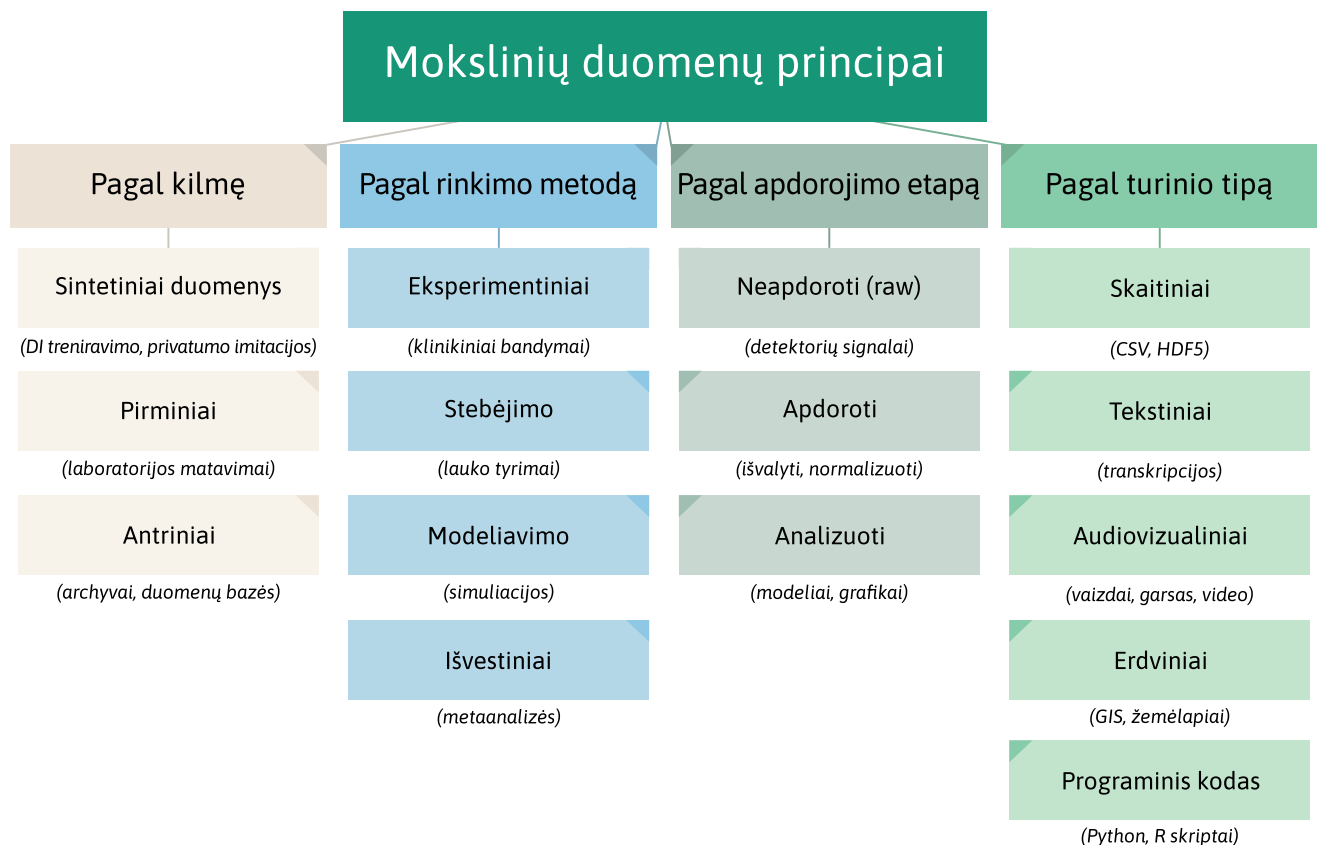 Mokslinių duomenų principai
Pagal kilmę
Sintetiniai duomenys
(DI treniravimo, privatumo imitacijos)
Pirminiai
(laboratorijos matavimai)
Antriniai
(archyvai, duomenų bazės)
Pagal rinkimo metodą
Eksperimentiniai
(klinikiniai bandymai)
Stebėjimo
(lauko tyrimai)
Modeliavimo
(simuliacijos)
Išvestiniai
(metaanalizės)
Pagal apdorojimo etapą
Neapdoroti (raw)
(detektorių signalai)
Apdoroti
(išvalyti, normalizuoti)
Analizuoti
(modeliai, grafikai)
Pagal turinio tipą
Skaitiniai
(CSV, HDF5)
Tekstiniai
(transkripcijos)
Audiovizualiniai
(vaizdai, garsas, video)
Erdviniai
(GIS, žemėlapiai)
Programinis kodas
(Python, R skriptai)